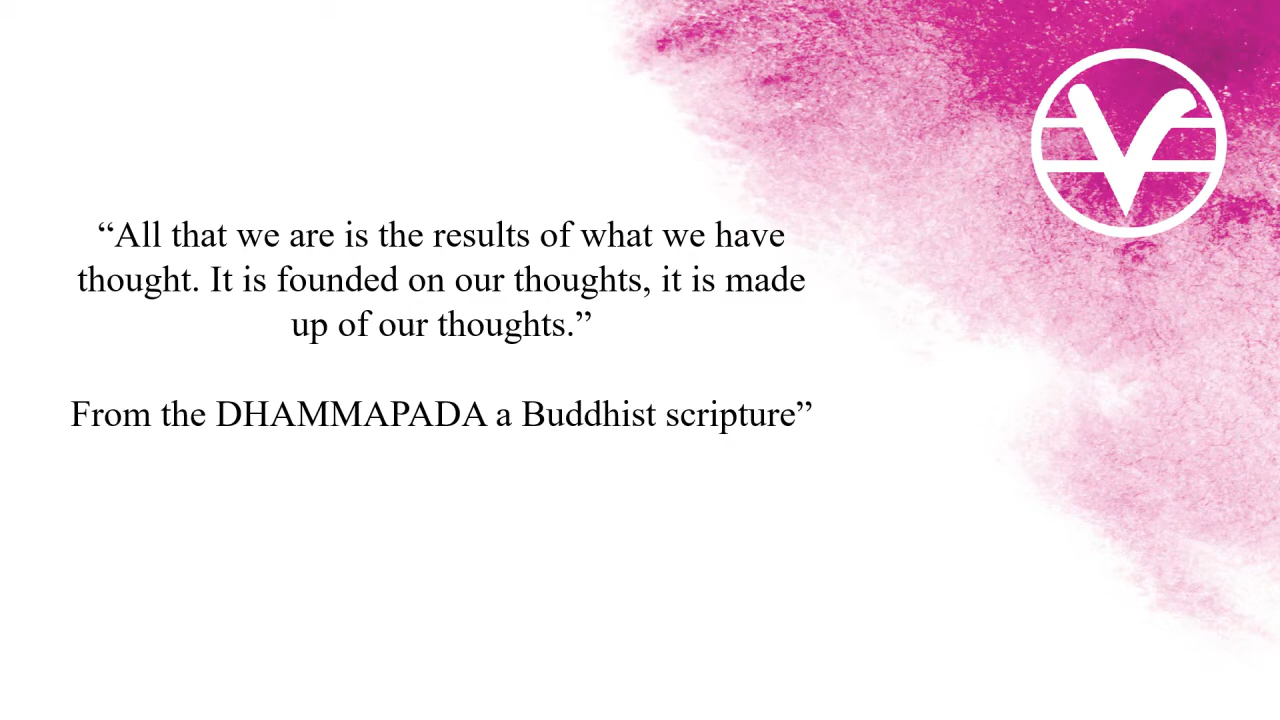 “All that we are is the results of what we have
thought. It is founded on our thoughts, it is made
up of our thoughts.”
From the DHAMMAPADA a Buddhist scripture”